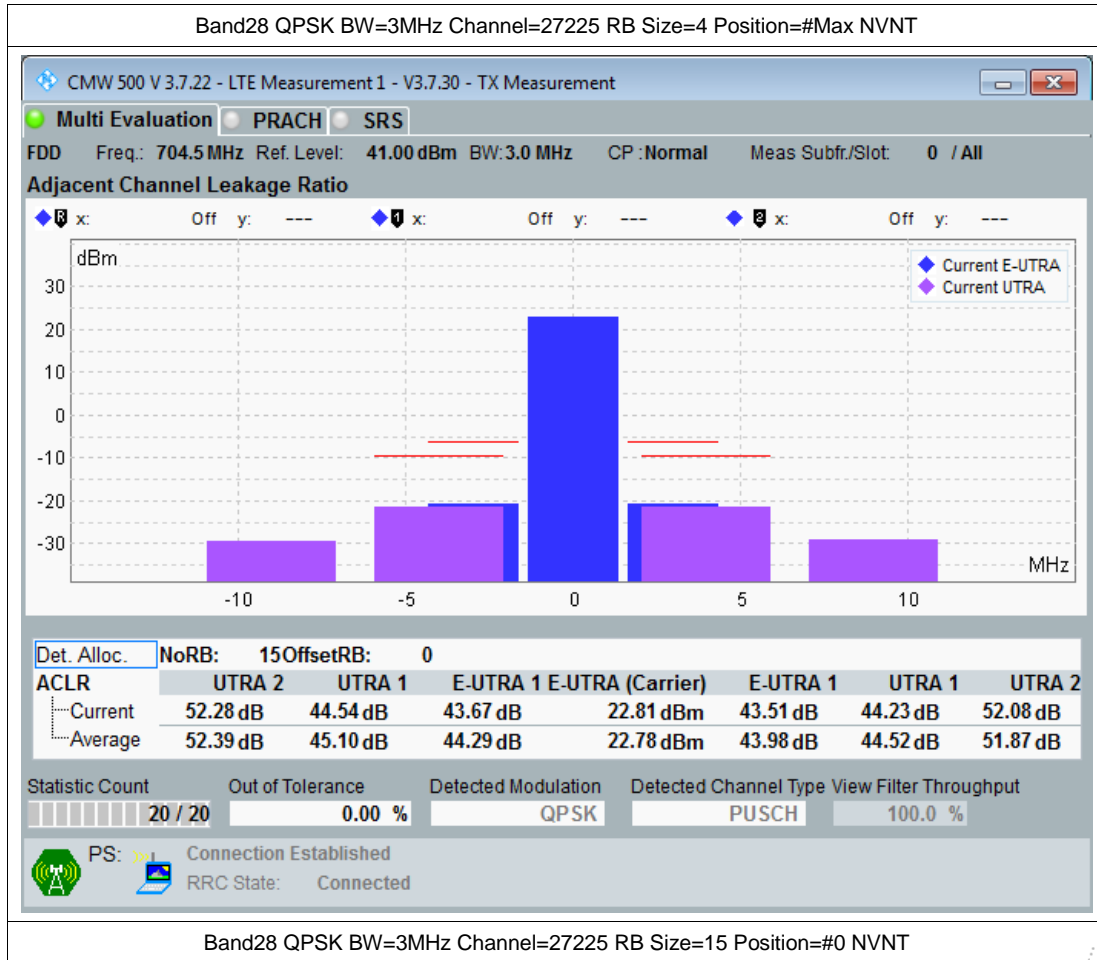 Band28 QPSK BW=3MHz Channel=27225 RB Size=4 Position=#Max NVNT
CMW 500 V 3.7.22 - LTE Measurement 1 - V3.7.30 - TX Measurement
Multi Evaluation PRACH SRS
FDD Freq.: 704.5 MHz Ref. Level: 41.00 dBm BW: 3.0 MHz CP : Normal Meas Subfr./Slot: 0 / All
Adjacent Channel Leakage Ratio
R x: Off y: --- 1 x: Off y: --- 2 x: Off y: ---
dBm
Current E-UTRA
Current UTRA
30
20
10
0
-10
-20
-30
MHz
-10 -5 0 5 10
Det. Alloc. NoRB: 15 OffsetRB: 0
ACLR UTRA 2 UTRA 1 E-UTRA 1 E-UTRA (Carrier) E-UTRA 1 UTRA 1 UTRA 2
Current 52.28 dB 44.54 dB 43.67 dB 22.81 dBm 43.51 dB 44.23 dB 52.08 dB
Average 52.39 dB 45.10 dB 44.29 dB 22.78 dBm 43.98 dB 44.52 dB 51.87 dB
Statistic Count Out of Tolerance Detected Modulation Detected Channel Type View Filter Throughput
20 / 20 0.00 % QPSK PUSCH 100.0 %
PS: Connection Established
RRC State: Connected
Band28 QPSK BW=3MHz Channel=27225 RB Size=15 Position=#0 NVNT